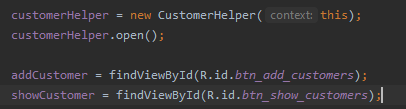 customerHelper = new CustomerHelper( context: this);
customerHelper.open();
addCustomer = findViewById(R.id.btn_add_customers);
showCustomer = findViewById(R.id.btn_show_customers);